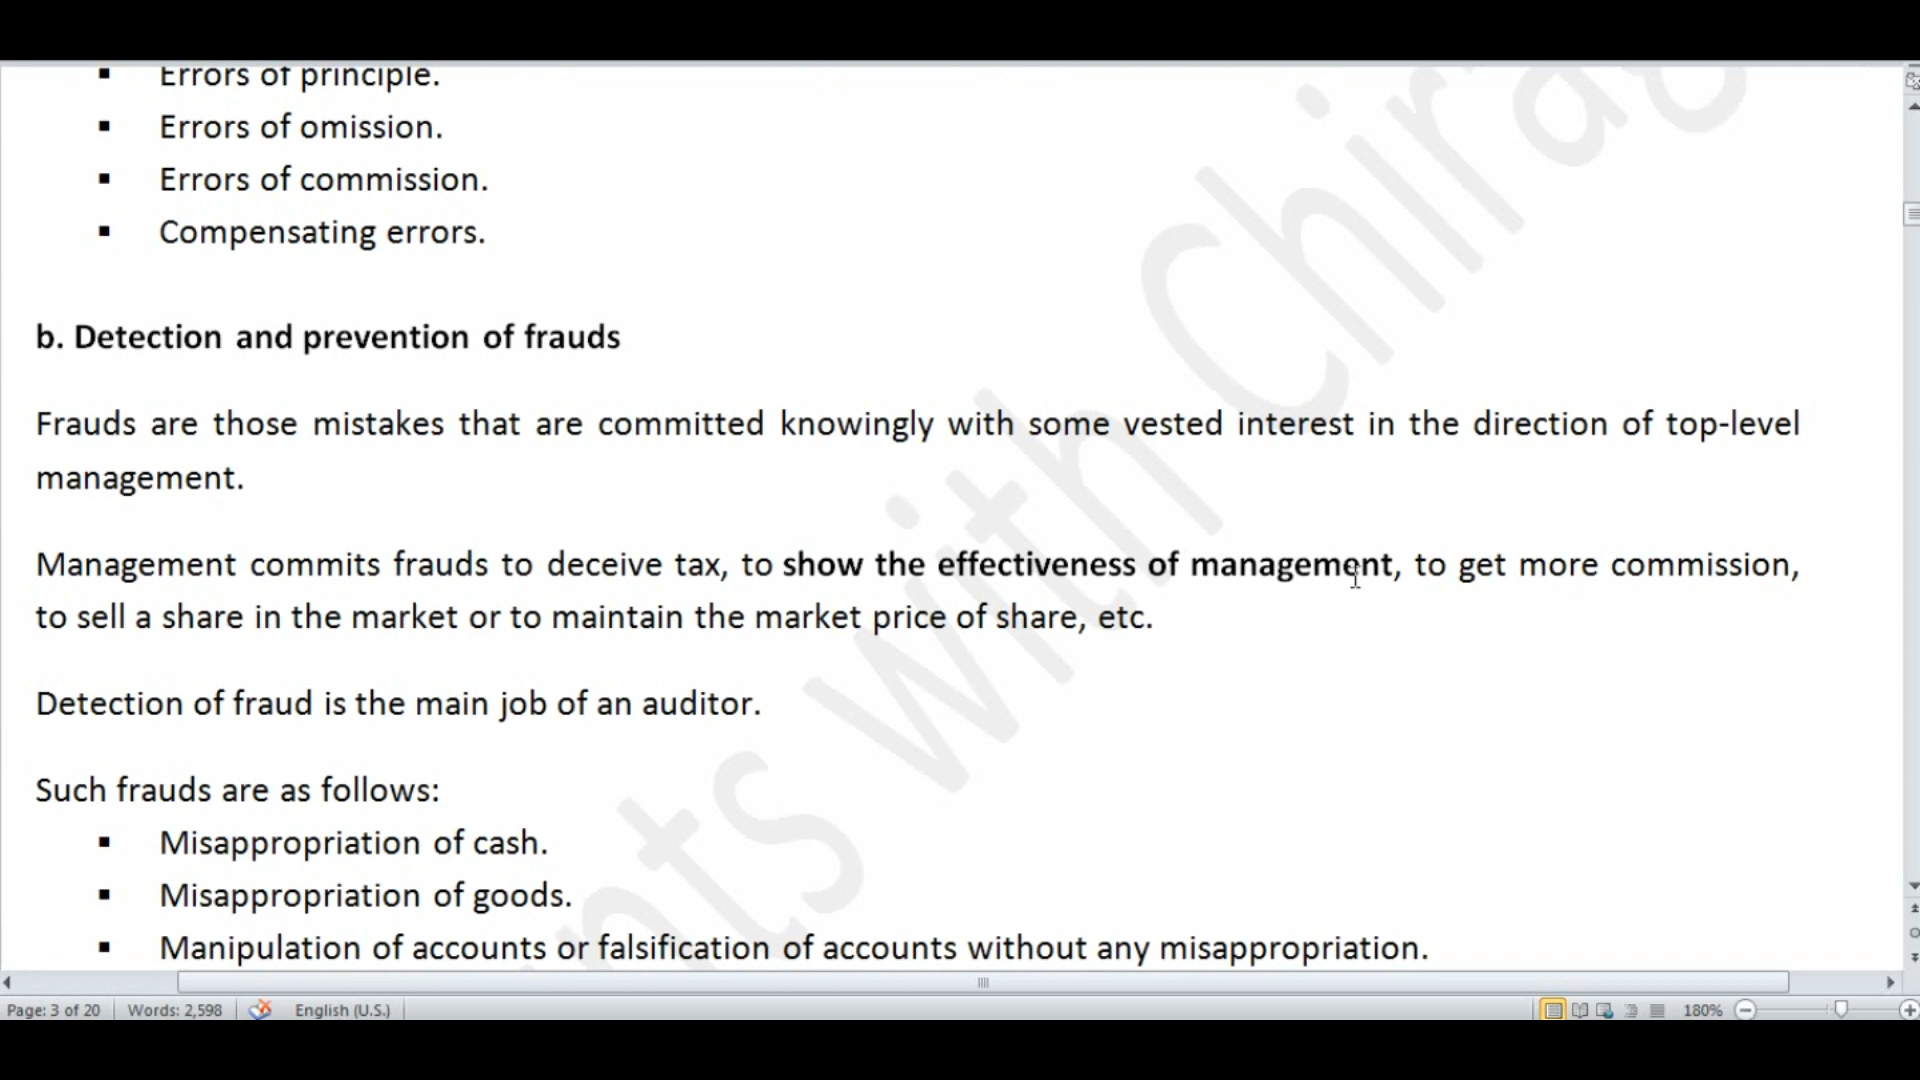 ▪ Errors of principle.
▪ Errors of omission.
▪ Errors of commission.
▪ Compensating errors.
b. Detection and prevention of frauds
Frauds are those mistakes that are committed knowingly with some vested interest in the direction of top-level
management.
Management commits frauds to deceive tax, to show the effectiveness of management, to get more commission,
to sell a share in the market or to maintain the market price of share, etc.
Detection of fraud is the main job of an auditor.
Such frauds are as follows:
▪ Misappropriation of cash.
▪ Misappropriation of goods.
▪ Manipulation of accounts or falsification of accounts without any misappropriation.
nts with Chirag
Page: 3 of 20 Words: 2,598 English (U.S.) 180%